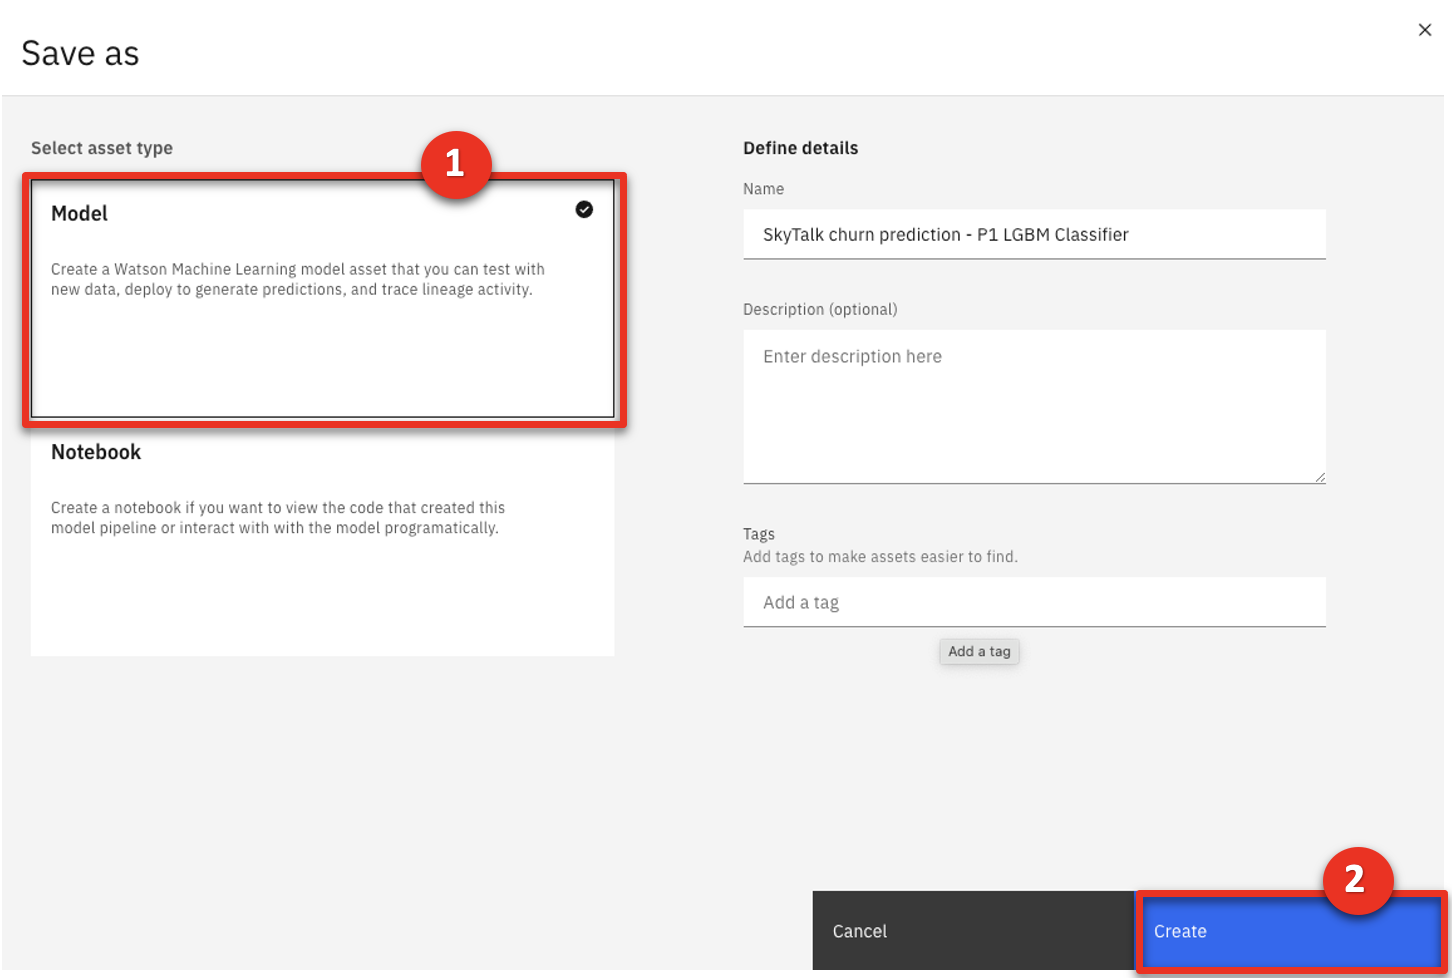 Save as
Select asset type
1
Model
Create a Watson Machine Learning model asset that you can test with
new data, deploy to generate predictions, and trace lineage activity.
Notebook
Create a notebook if you want to view the code that created this
model pipeline or interact with with the model programatically.
Define details
Name
SkyTalk churn prediction - P1 LGBM Classifier
Description (optional)
Enter description here
Tags
Add tags to make assets easier to find.
Add a tag
Add a tag
2
Cancel
Create